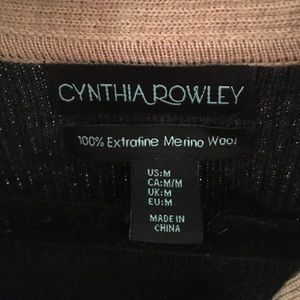 CYNTHIA ROWLEY
100% Extrafine Merino Wool
US:M
CA:M/M
UK:M
EU:M
MADE IN
CHINA